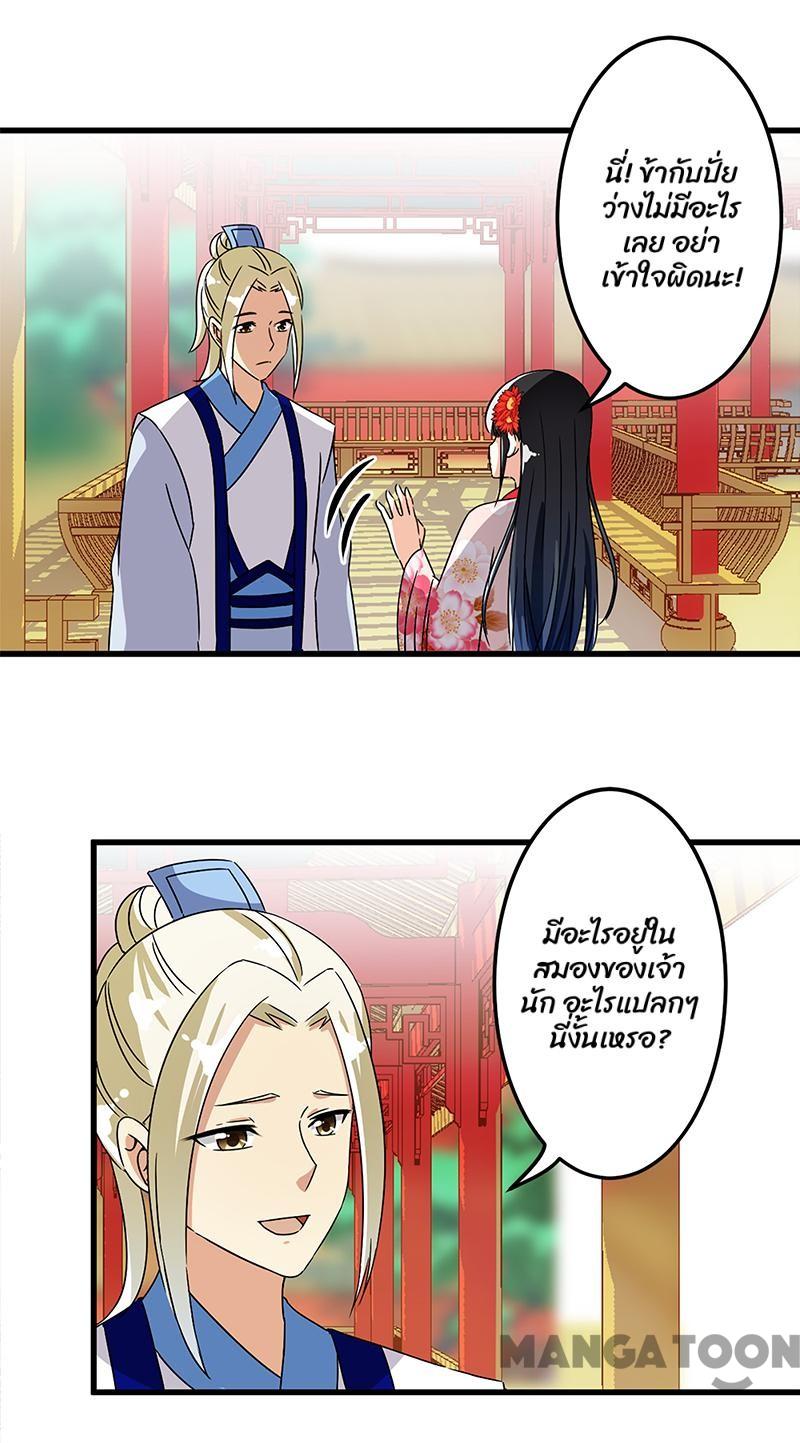 นี่! ข้ากับปั่ย
ว่างไม่มีอะไร
เลย อย่า
เข้าใจผิดนะ!
มีอะไรอยู่ใน
สมองของเจ้า
นัก อะไรแปลกๆ
นี่งั้นเหรอ?
MANGATOON